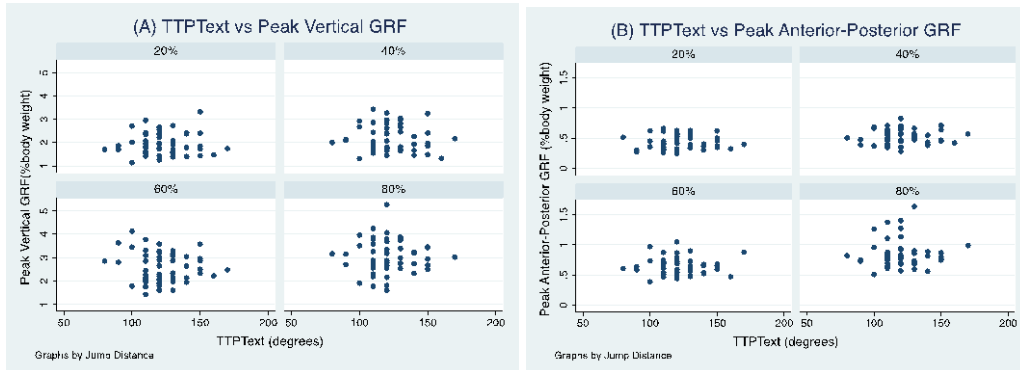 (A) TTPText vs Peak Vertical GRF
20% 40%
5
4
3
2
1
60% 80%
5
4
3
2
1
Peak Vertical GRF(%body weight)
50 100 150 200 50 100 150 200
TTPText (degrees)
Graphs by Jump Distance
(B) TTPText vs Peak Anterior-Posterior GRF
20% 40%
1.5
1
.5
0
60% 80%
1.5
1
.5
0
Peak Anterior-Posterior GRF (%body weight)
50 100 150 200 50 100 150 200
TTPText (degrees)
Graphs by Jump Distance